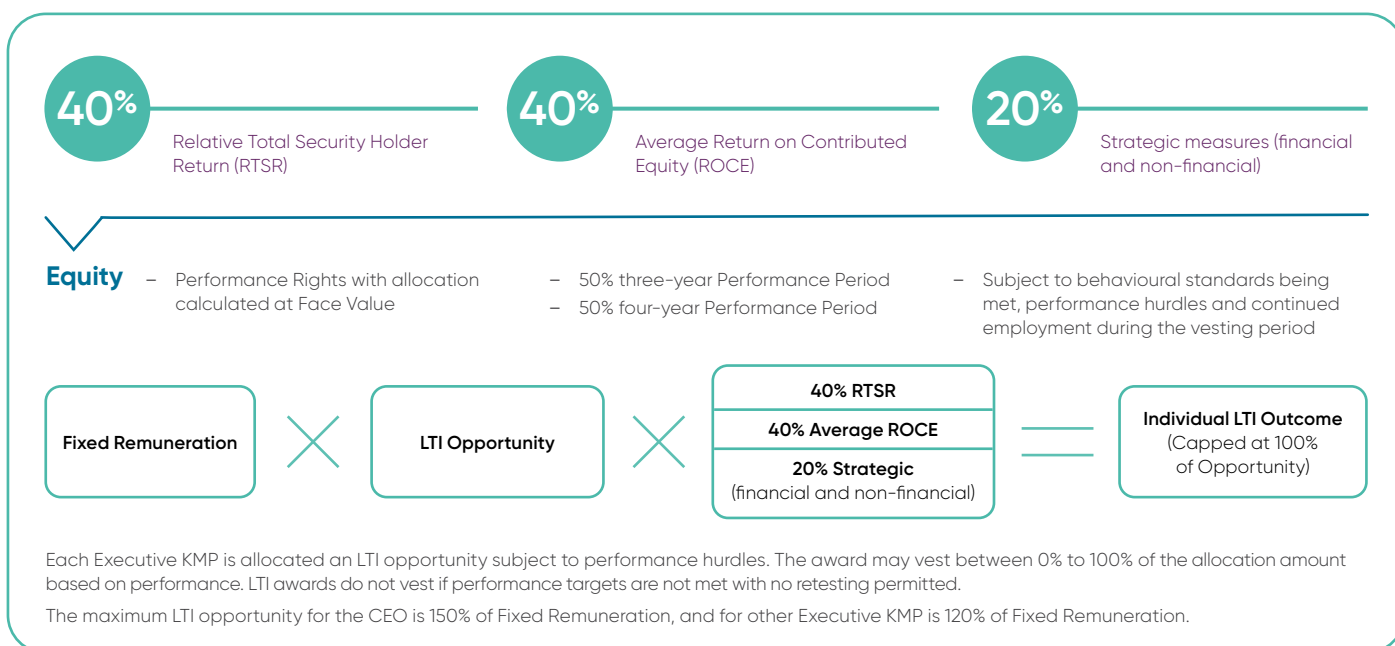 40%
Relative Total Security Holder
Return (RTSR)
40%
Average Return on Contributed
Equity (ROCE)
20%
Strategic measures (financial
and non-financial)
Equity
– Performance Rights with allocation
calculated at Face Value
– 50% three-year Performance Period
– 50% four-year Performance Period
– Subject to behavioural standards being
met, performance hurdles and continued
employment during the vesting period
Fixed Remuneration
LTI Opportunity
40% RTSR
40% Average ROCE
20% Strategic
(financial and non-financial)
Individual LTI Outcome
(Capped at 100%
of Opportunity)
Each Executive KMP is allocated an LTI opportunity subject to performance hurdles. The award may vest between 0% to 100% of the allocation amount
based on performance. LTI awards do not vest if performance targets are not met with no retesting permitted.
The maximum LTI opportunity for the CEO is 150% of Fixed Remuneration, and for other Executive KMP is 120% of Fixed Remuneration.